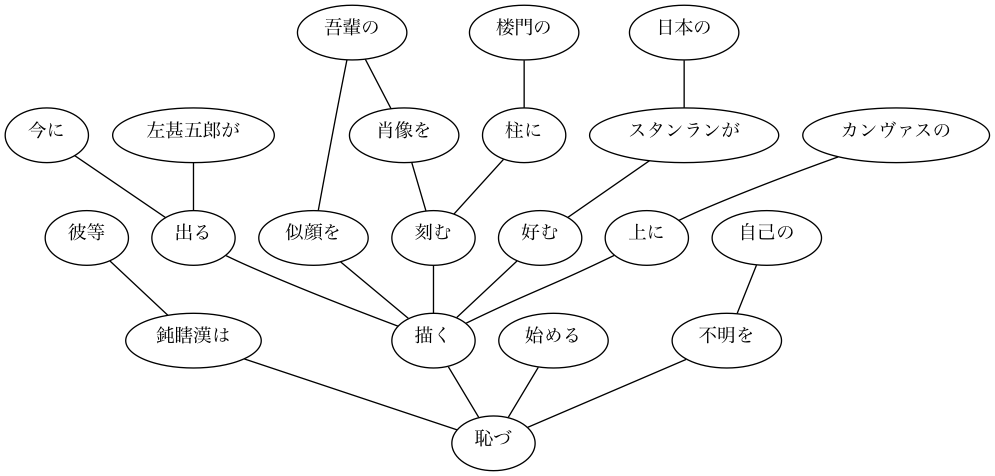 吾輩の
楼門の
日本の
今に
左甚五郎が
肖像を
柱に
スタンランが
カンヴァスの
彼等
出る
似顔を
刻む
好む
上に
自己の
鈍瞎漢は
描く
始める
不明を
恥づ